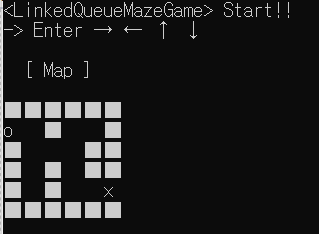 <LinkedQueueMazeGame> Start!!
-> Enter → ← ↑ ↓
[ Map ]
■■■■■■
o ■ ■
■ ■■
■ ■ ■■
■ ■ x
■■■■■■